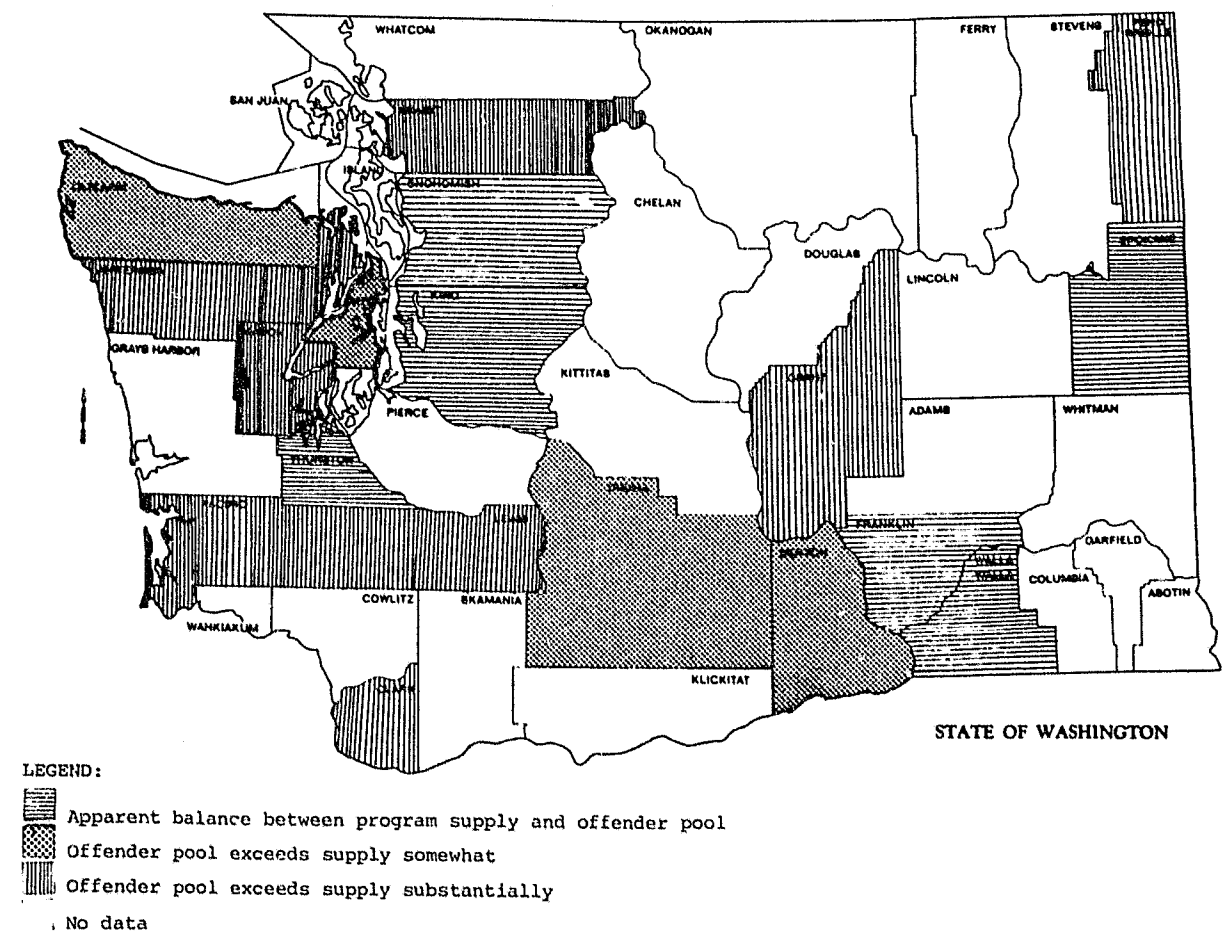 WHATCOM
OKANOGAN
FERRY
STEVENS
SAN JUAN
SKAGIT
ISLAND
SNOHOMISH
CHELAN
DOUGLAS
SPOKANE
LINCOLN
KING
GRAYS HARBOR
KITTITAS
GRANT
PIERCE
ADAMS
WHITMAN
THURSTON
YAKIMA
PACIFIC
LEWIS
FRANKLIN
BENTON
GARFIELD
WALLA
WALLA
COLUMBIA
ASOTIN
COWLITZ
SKAMANIA
WAHKIAKUM
KLICKITAT
CLARK
STATE OF WASHINGTON
LEGEND:
Apparent balance between program supply and offender pool
Offender pool exceeds supply somewhat
Offender pool exceeds supply substantially
No data